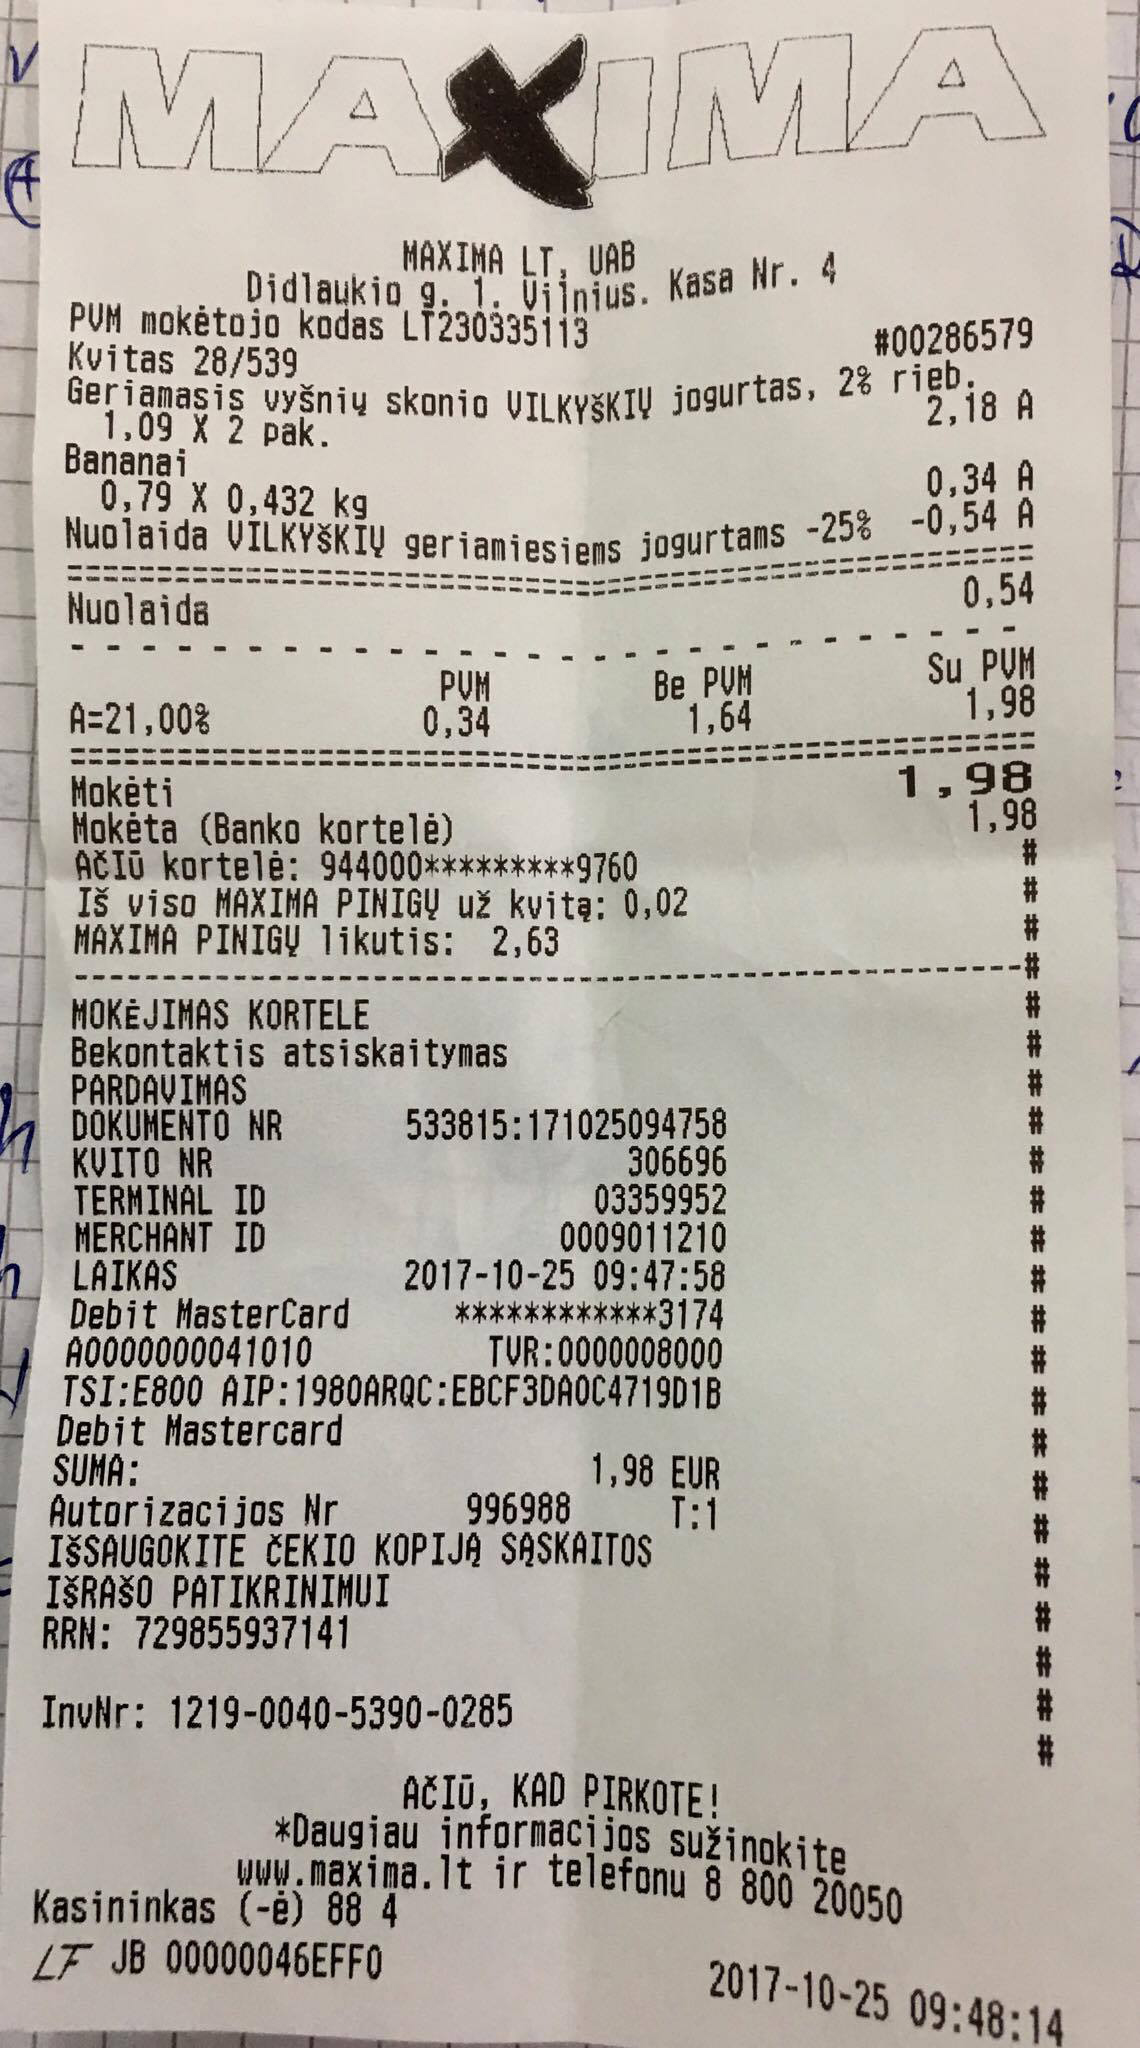 MAXIMA
MAXIMA LT, UAB
Didlaukio g. 1. Vilnius. Kasa Nr. 4
PVM mokėtojo kodas LT230335113
Kvitas 28/539 #00286579
Geriamasis vyšnių skonio VILKYŠKIŲ jogurtas, 2% rieb.
1,09 X 2 pak. 2,18 A
Bananai
0,79 X 0,432 kg 0,34 A
Nuolaida VILKYŠKIŲ geriamiesiems jogurtams -25% -0,54 A
Nuolaida 0,54
PVM Be PVM Su PVM
A=21,00% 0,34 1,64 1,98
Mokėti 1,98
Mokėta (Banko kortelė) 1,98
AČIŪ kortelė: 944000*********9760
Iš viso MAXIMA PINIGŲ už kvitą: 0,02
MAXIMA PINIGŲ likutis: 2,63
MOKĖJIMAS KORTELE
Bekontaktis atsiskaitymas
PARDAVIMAS
DOKUMENTO NR 533815:171025094758
KVITO NR 306696
TERMINAL ID 03359952
MERCHANT ID 0009011210
LAIKAS 2017-10-25 09:47:58
Debit MasterCard ************3174
A0000000041010 TVR:0000008000
TSI:E800 AIP:1980ARQC:EBCF3DA0C4719D1B
Debit Mastercard
SUMA: 1,98 EUR
Autorizacijos Nr 996988 T:1
IŠSAUGOKITE ČEKIO KOPIJĄ SĄSKAITOS
IŠRAŠO PATIKRINIMUI
RRN: 729855937141
InvNr: 1219-0040-5390-0285
AČIŪ, KAD PIRKOTE!
*Daugiau informacijos sužinokite
www.maxima.lt ir telefonu 8 800 20050
Kasininkas (-ė) 88 4
LF JB 00000046EFF0
2017-10-25 09:48:14